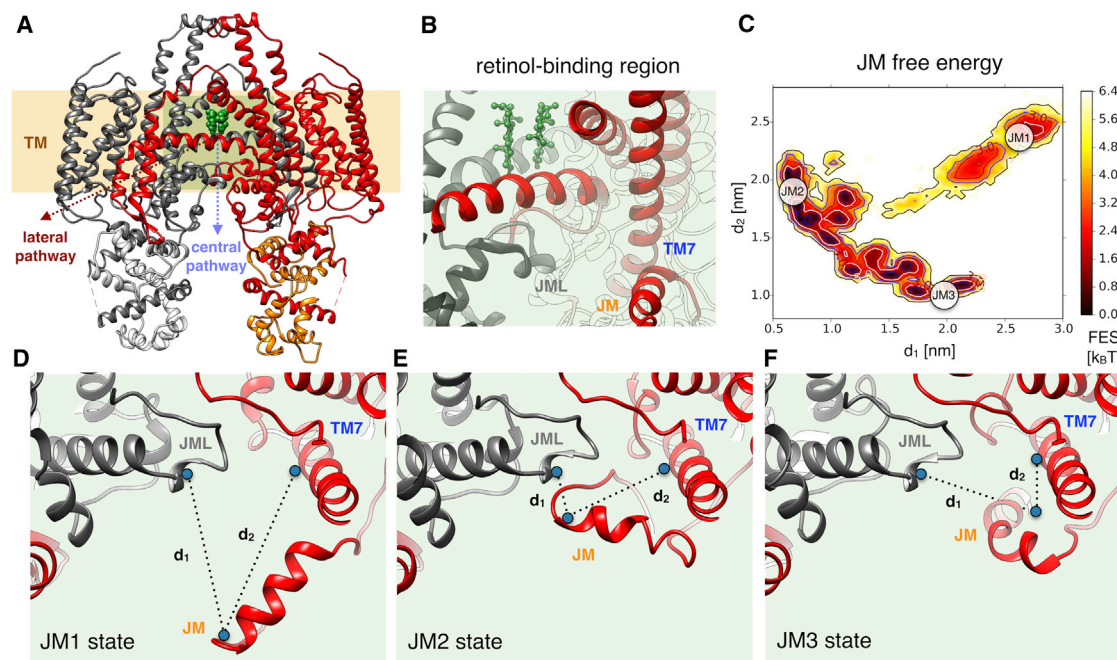 A
TM
lateral
pathway
central
pathway
B
retinol-binding region
TM7
JML
JM
C
JM free energy
d₂ [nm]
2.5
2.0
1.5
1.0
0.5 1.0 1.5 2.0 2.5 3.0
d₁ [nm]
JM1
JM2
JM3
6.4
5.6
4.8
4.0
3.2
2.4
1.6
0.8
0.0
FES
[kBT]
D
JML
TM7
d₁
d₂
JM
JM1 state
E
JML
TM7
d₁
d₂
JM
JM2 state
F
JML
TM7
d₁
d₂
JM
JM3 state